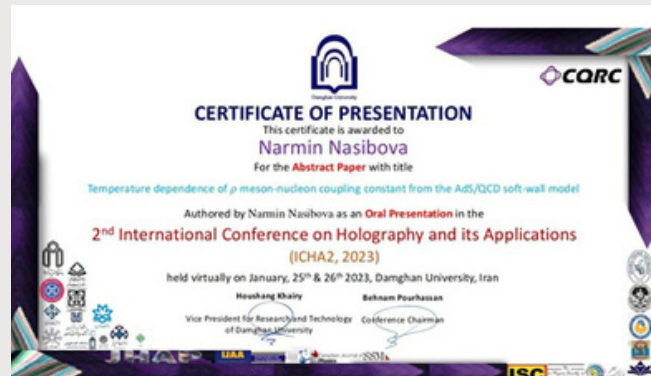 Damghan University
CQRC
CERTIFICATE OF PRESENTATION
This certificate is awarded to
Narmin Nasibova
For the Abstract Paper with title
Temperature dependence of ρ meson-nucleon coupling constant from the AdS/QCD soft-wall model
Authored by Narmin Nasibova as an Oral Presentation in the
2nd International Conference on Holography and its Applications
(ICHA2, 2023)
held virtually on January, 25th & 26th 2023, Damghan University, Iran
Houshang Khairy
Behnam Pourhassan
Vice President for Research and Technology
of Damghan University
Conference Chairman
IJAA
ISC